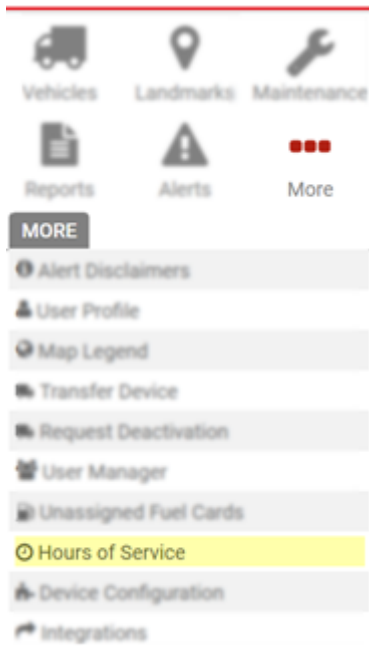 Vehicles Landmarks Maintenance
Reports Alerts More
MORE
Alert Disclaimers
User Profile
Map Legend
Transfer Device
Request Deactivation
User Manager
Unassigned Fuel Cards
Hours of Service
Device Configuration
Integrations